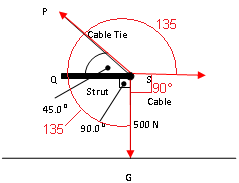 P
135
Cable Tie
Q
S
90°
Strut
Cable
45.0°
135
90.0°
500 N
G